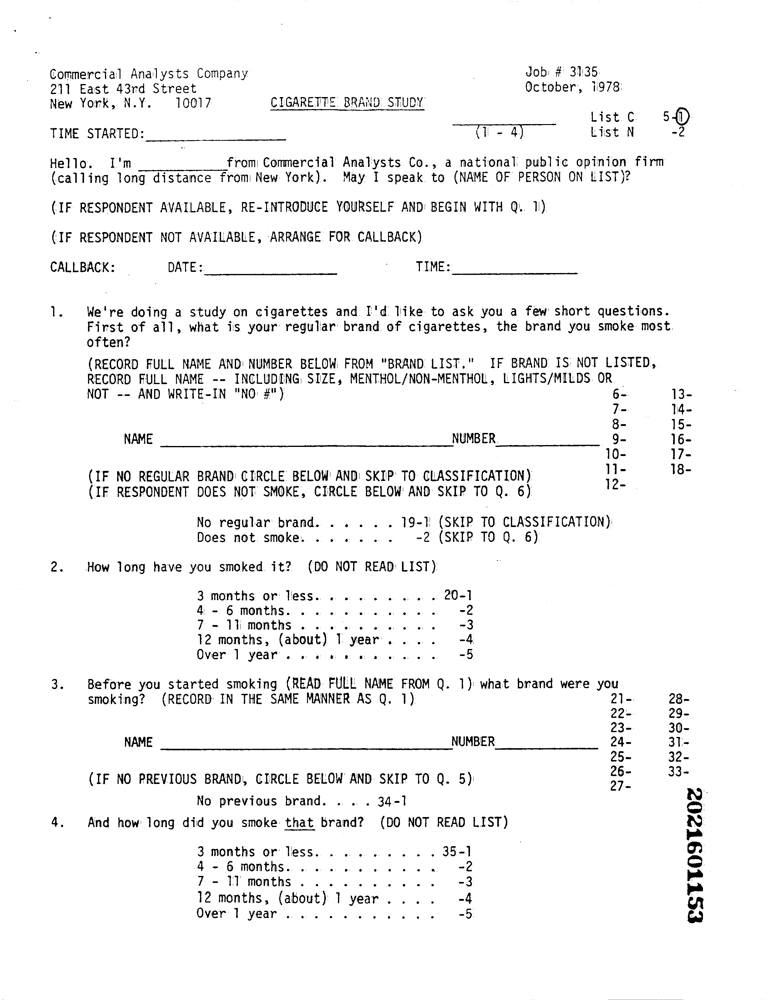 Commercial Analysts Company Job # 3135
211 East 43rd Street October, 1978
New York, N.Y. 10017 CIGARETTE BRAND STUDY
List C 5-1
TIME STARTED:____________________ (1 - 4) List N -2
Hello. I'm ____________ from Commercial Analysts Co., a national public opinion firm
(calling long distance from New York). May I speak to (NAME OF PERSON ON LIST)?
(IF RESPONDENT AVAILABLE, RE-INTRODUCE YOURSELF AND BEGIN WITH Q. 1)
(IF RESPONDENT NOT AVAILABLE, ARRANGE FOR CALLBACK)
CALLBACK: DATE:__________________ TIME:_________________
1. We're doing a study on cigarettes and I'd like to ask you a few short questions.
First of all, what is your regular brand of cigarettes, the brand you smoke most
often?
(RECORD FULL NAME AND NUMBER BELOW FROM "BRAND LIST." IF BRAND IS NOT LISTED,
RECORD FULL NAME -- INCLUDING SIZE, MENTHOL/NON-MENTHOL, LIGHTS/MILDS OR
NOT -- AND WRITE-IN "NO #") 6- 13-
7- 14-
8- 15-
NAME ________________________________________ NUMBER______________ 9- 16-
10- 17-
(IF NO REGULAR BRAND CIRCLE BELOW AND SKIP TO CLASSIFICATION) 11- 18-
(IF RESPONDENT DOES NOT SMOKE, CIRCLE BELOW AND SKIP TO Q. 6) 12-
No regular brand. . . . . . 19-1 (SKIP TO CLASSIFICATION)
Does not smoke. . . . . . . -2 (SKIP TO Q. 6)
2. How long have you smoked it? (DO NOT READ LIST)
3 months or less. . . . . . . . . 20-1
4 - 6 months. . . . . . . . . . . -2
7 - 11 months . . . . . . . . . . -3
12 months, (about) 1 year . . . . -4
Over 1 year . . . . . . . . . . . -5
3. Before you started smoking (READ FULL NAME FROM Q. 1) what brand were you
smoking? (RECORD IN THE SAME MANNER AS Q. 1) 21- 28-
22- 29-
23- 30-
NAME ________________________________________ NUMBER______________ 24- 31-
25- 32-
(IF NO PREVIOUS BRAND, CIRCLE BELOW AND SKIP TO Q. 5) 26- 33-
27-
No previous brand. . . . 34-1
4. And how long did you smoke that brand? (DO NOT READ LIST)
3 months or less. . . . . . . . . 35-1
4 - 6 months. . . . . . . . . . . -2
7 - 11 months . . . . . . . . . . -3
12 months, (about) 1 year . . . . -4
Over 1 year . . . . . . . . . . . -5
2021601153